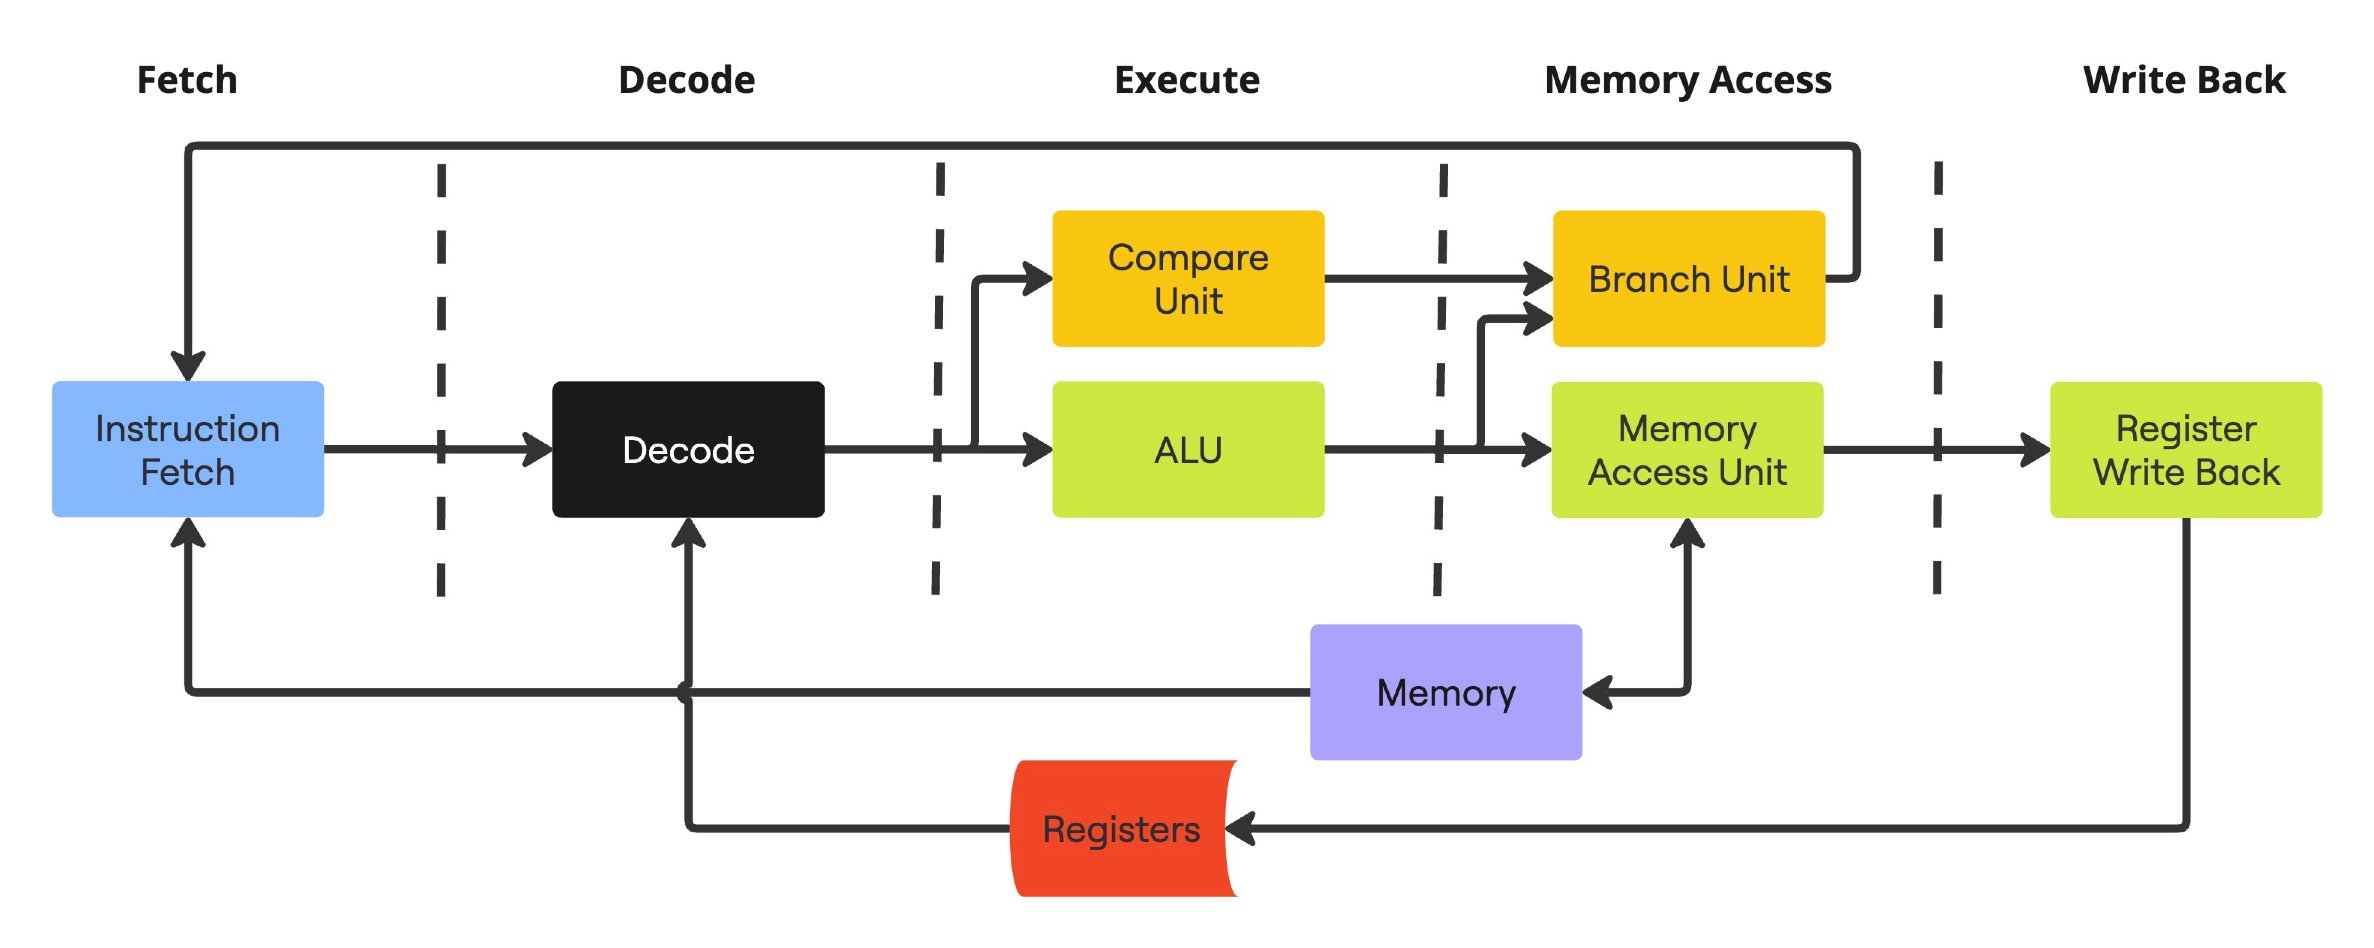 Fetch
Decode
Execute
Memory Access
Write Back
Compare
Unit
Branch Unit
Instruction
Fetch
Decode
ALU
Memory
Access Unit
Register
Write Back
Memory
Registers